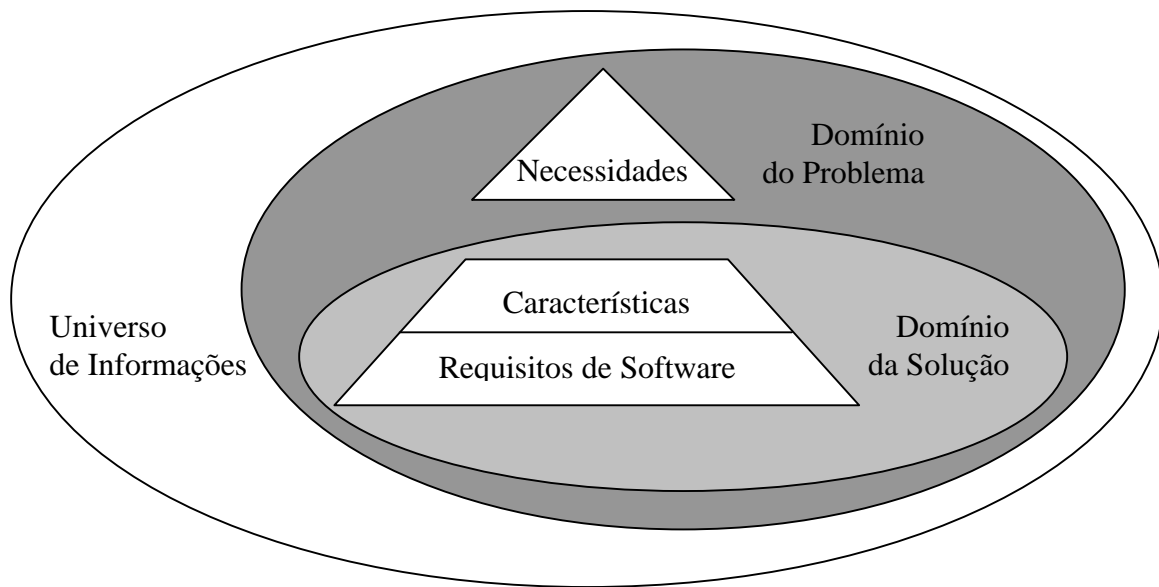 Domínio
do Problema
Necessidades
Características
Requisitos de Software
Universo
de Informações
Domínio
da Solução